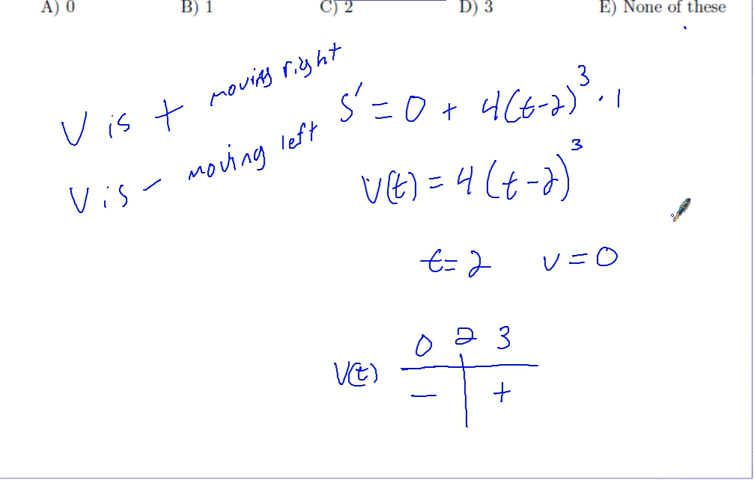 A) 0 B) 1 C) 2 D) 3 E) None of these
V is + moving right
V is - moving left
S' = 0 + 4(t-2)^3 · 1
V(t) = 4(t-2)^3
t=2 v=0
0 2 3
V(t) - +